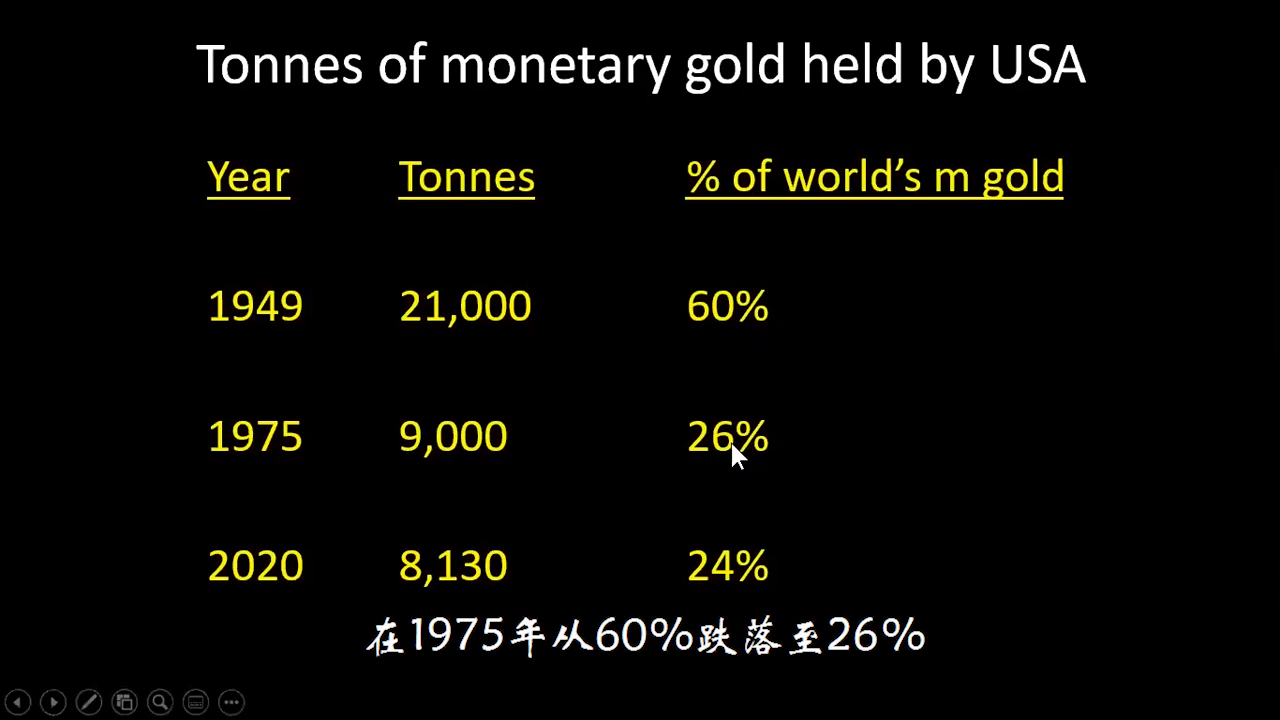 Tonnes of monetary gold held by USA
Year Tonnes % of world’s m gold
1949 21,000 60%
1975 9,000 26%
2020 8,130 24%
在1975年从60%跌落至26%